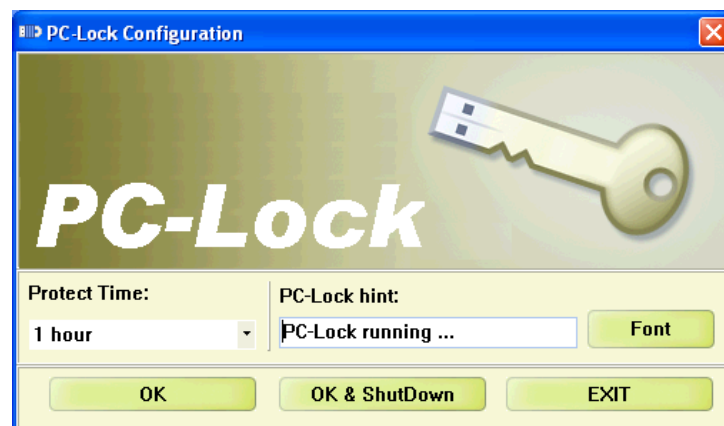 PC-Lock Configuration
PC-Lock
Protect Time:
PC-Lock hint:
1 hour
PC-Lock running ...
Font
OK
OK & ShutDown
EXIT